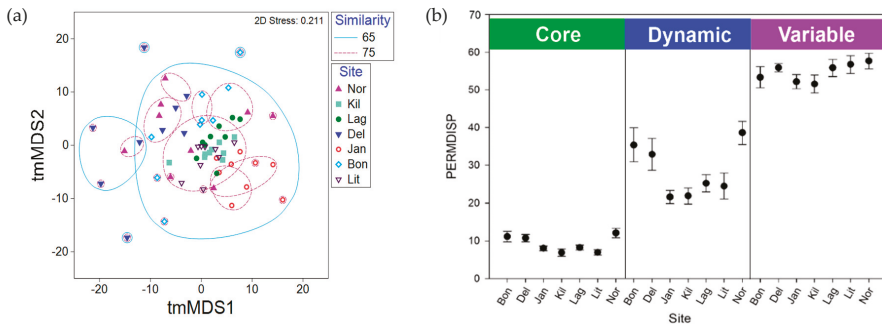 (a)
2D Stress: 0.211
20
10
0
-10
-20
tmMDS2
-20 -10 0 10 20
tmMDS1
Similarity
65
75
Site
Nor
Kil
Lag
Del
Jan
Bon
Lit
(b)
Core Dynamic Variable
70
60
50
40
30
20
10
0
PERMDISP
Bon Del Jan Kil Lag Lit Nor Bon Del Jan Kil Lag Lit Nor Bon Del Jan Kil Lag Lit Nor
Site